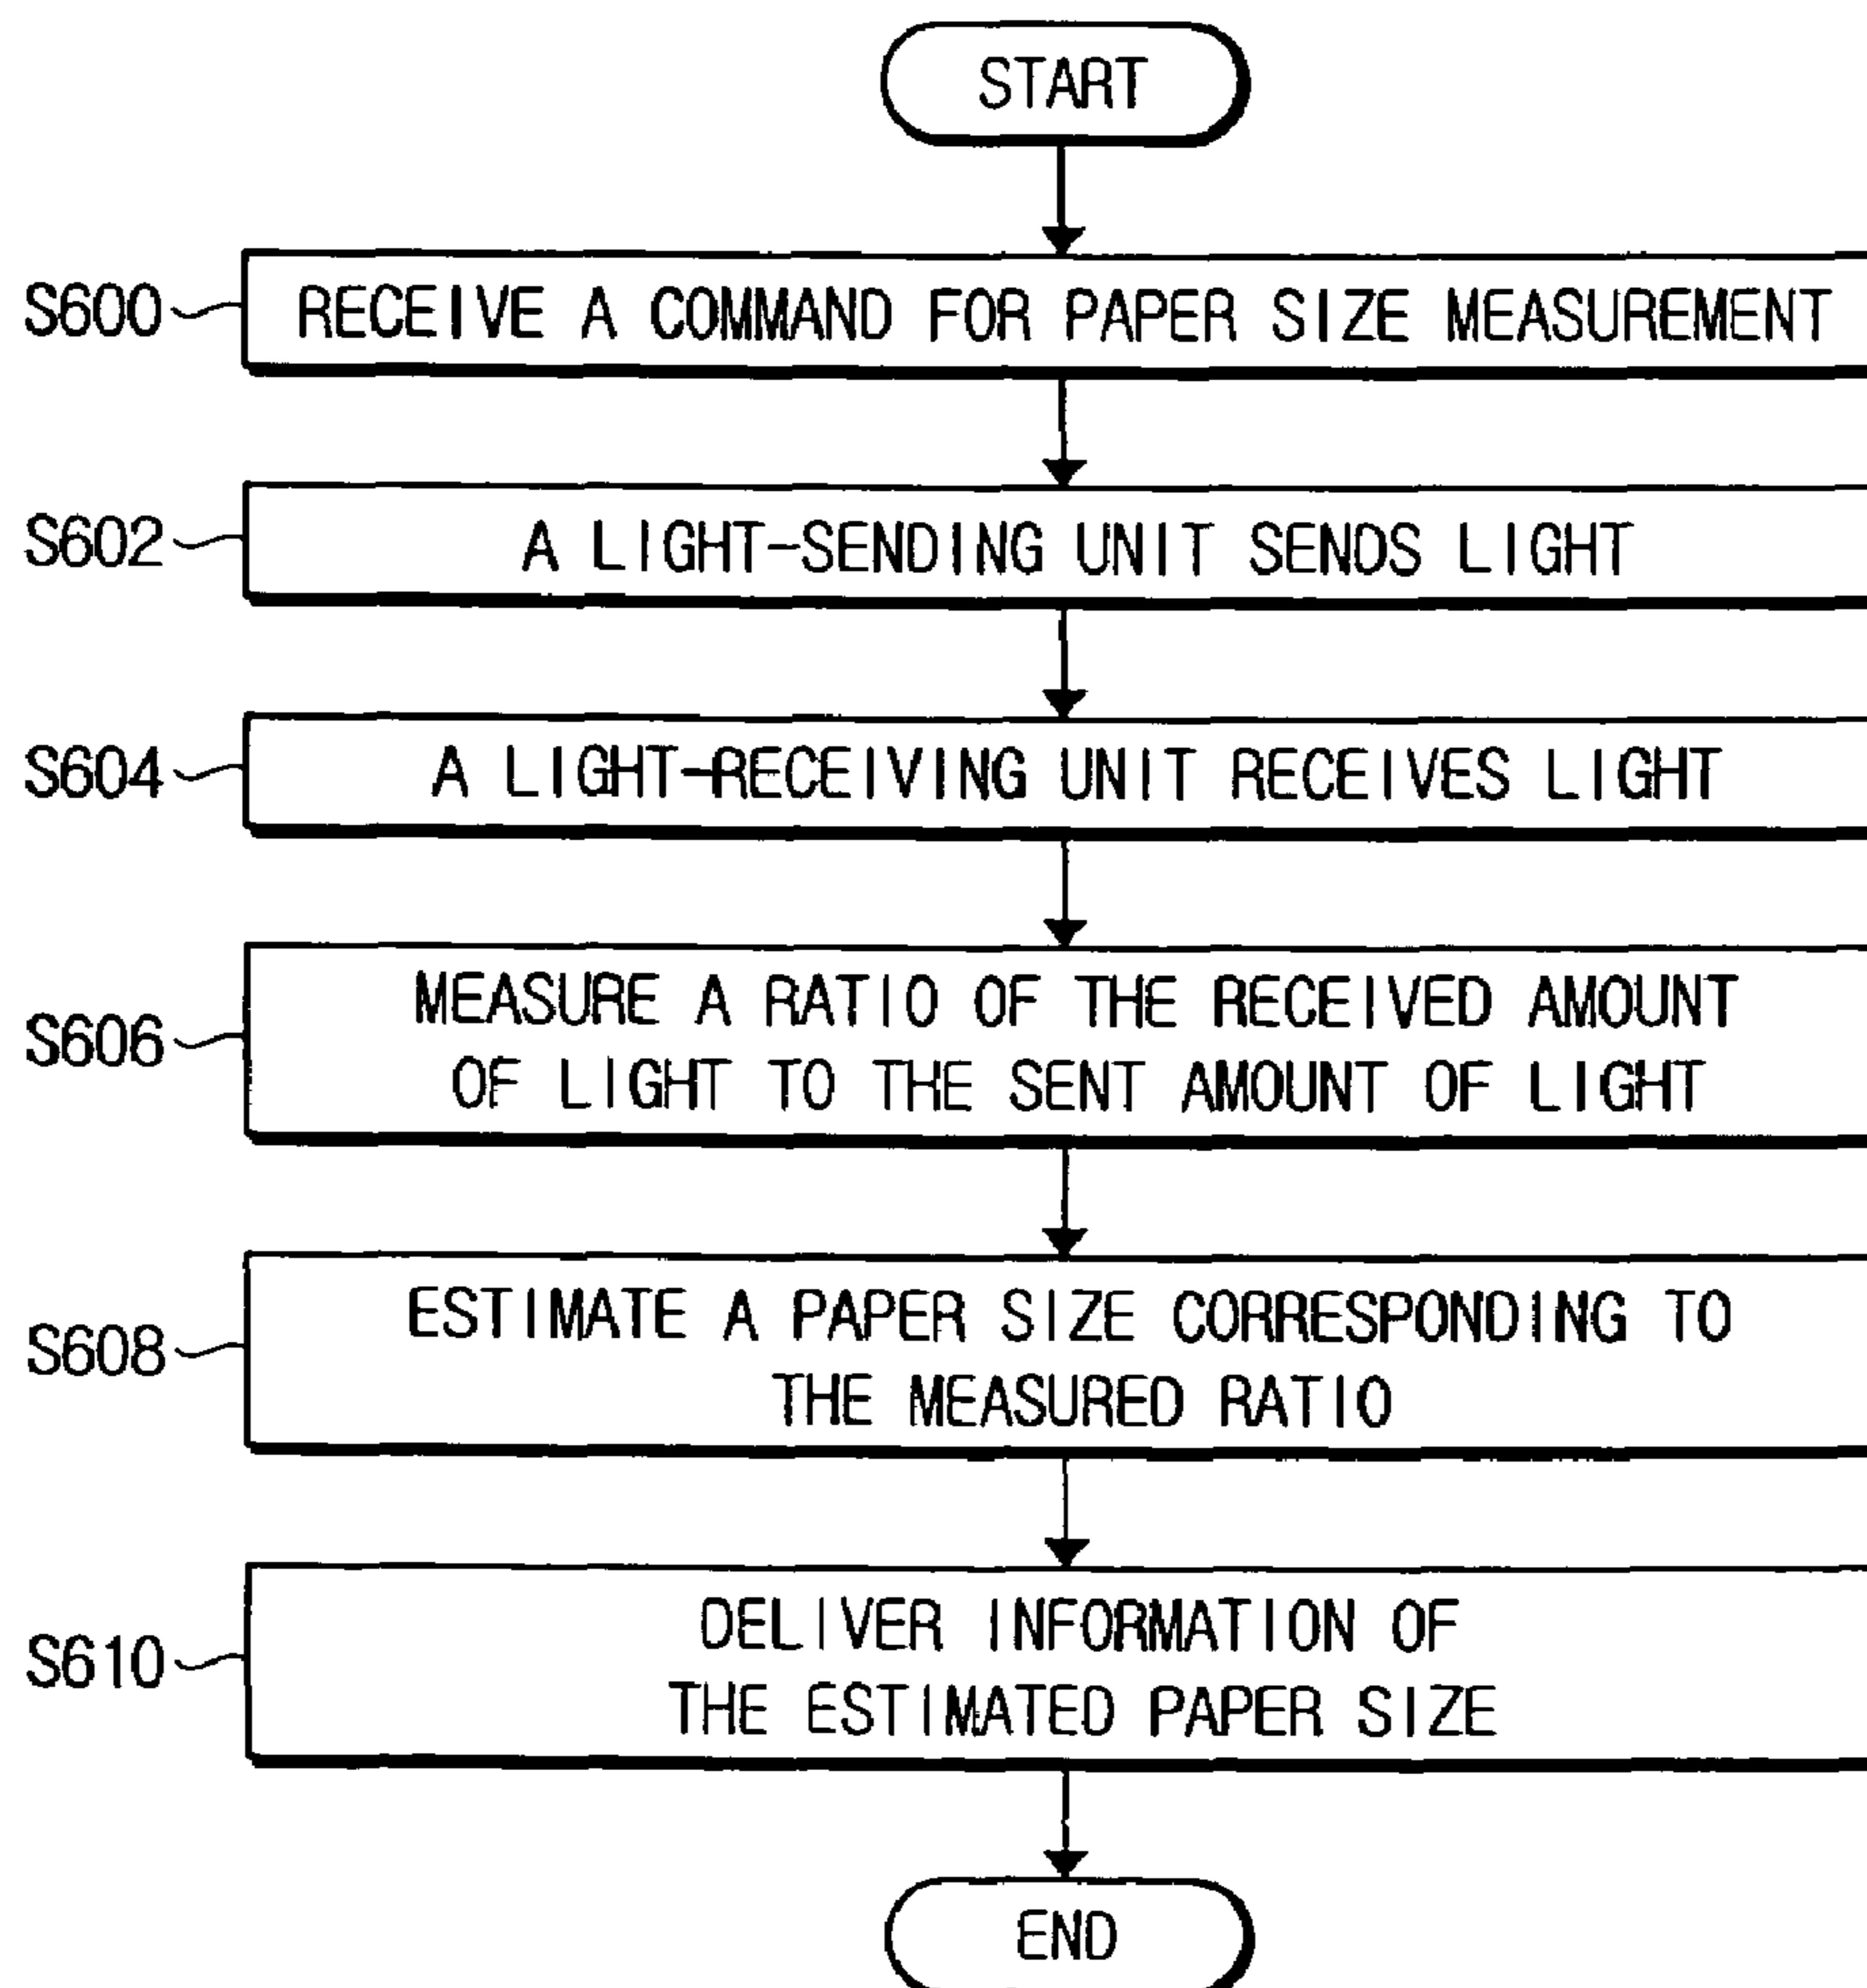 START
S600
RECEIVE A COMMAND FOR PAPER SIZE MEASUREMENT
S602
A LIGHT-SENDING UNIT SENDS LIGHT
S604
A LIGHT-RECEIVING UNIT RECEIVES LIGHT
S606
MEASURE A RATIO OF THE RECEIVED AMOUNT
OF LIGHT TO THE SENT AMOUNT OF LIGHT
S608
ESTIMATE A PAPER SIZE CORRESPONDING TO
THE MEASURED RATIO
S610
DELIVER INFORMATION OF
THE ESTIMATED PAPER SIZE
END